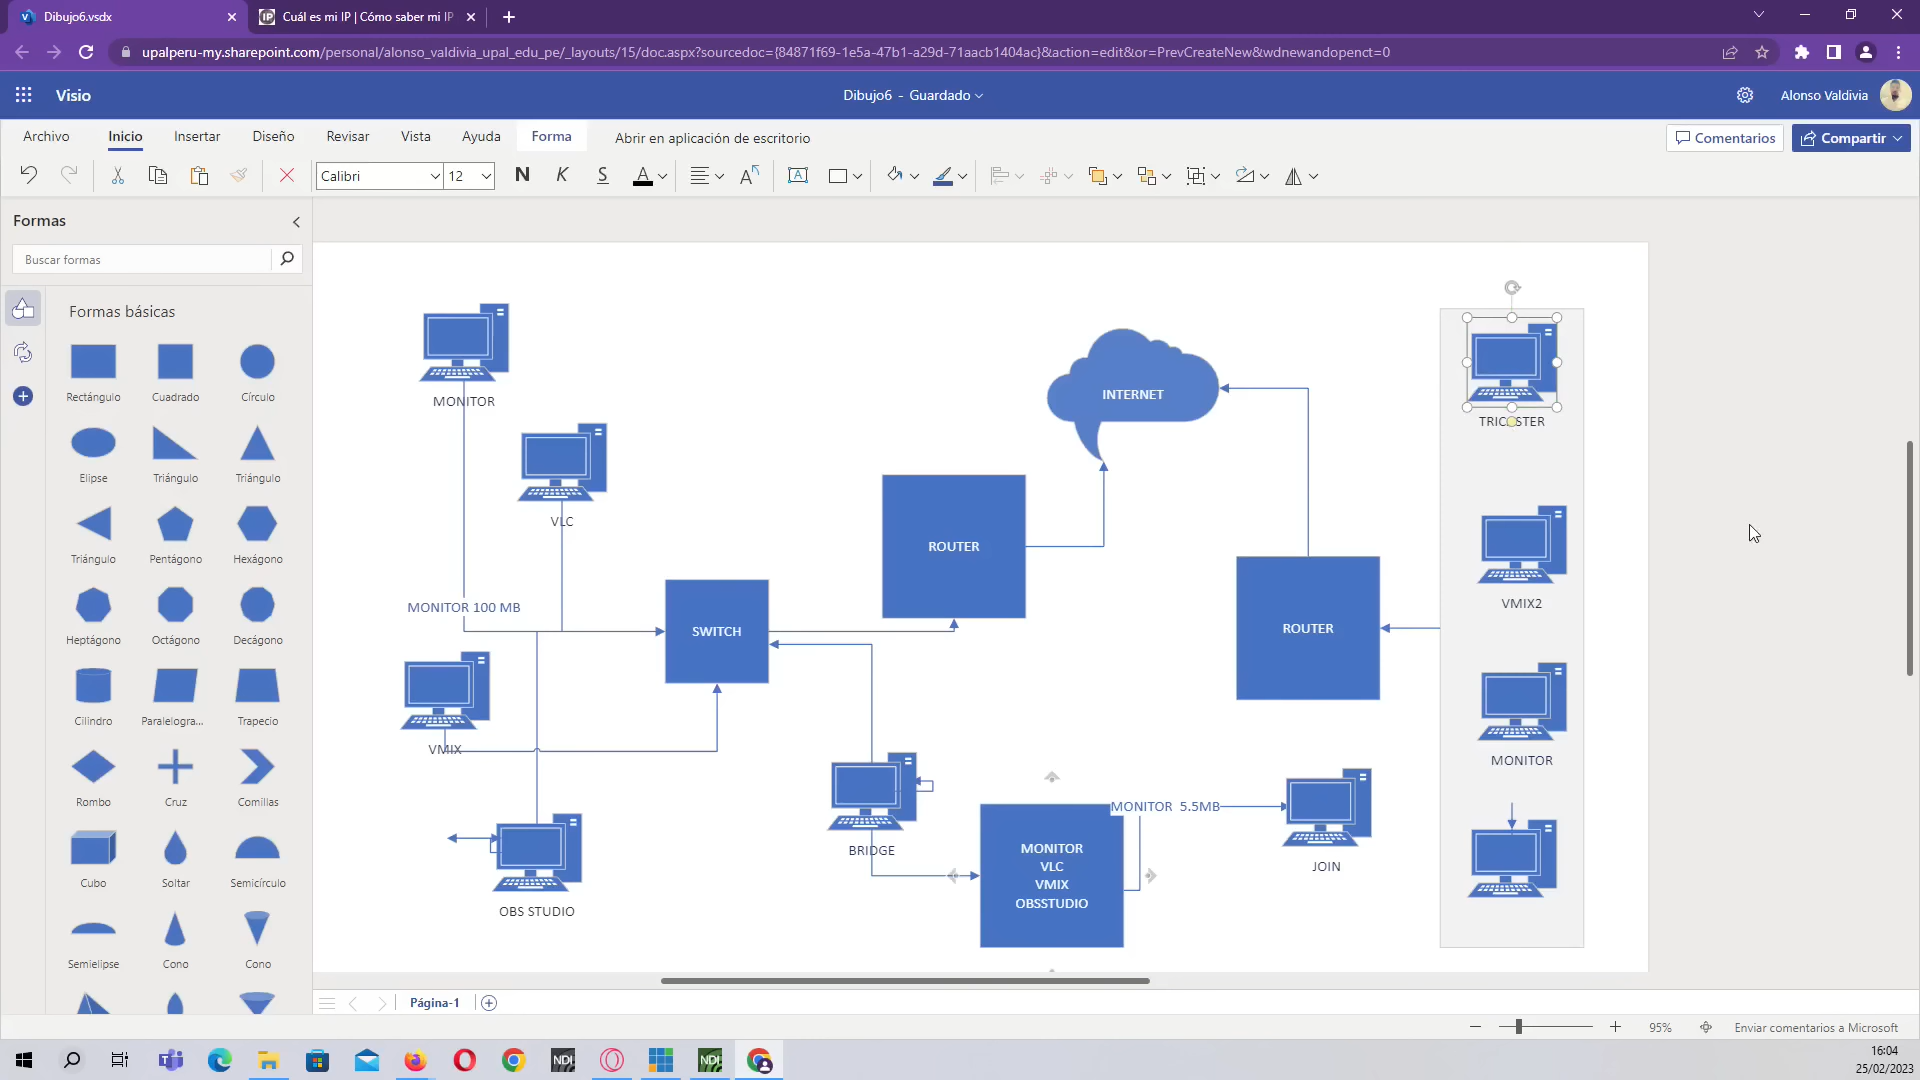 Dibujo6.vsdx
Cuál es mi IP | Cómo saber mi IP
upalperu-my.sharepoint.com/personal/alonso_valdivia_upal_edu_pe/_layouts/15/doc.aspx?sourcedoc={84871f69-1e5a-47b1-a29d-71aacb1404ac}&action=edit&or=PrevCreateNew&wdnewandopenct=0
Visio
Dibujo6 - Guardado
Alonso Valdivia
Archivo Inicio Insertar Diseño Revisar Vista Ayuda Forma Abrir en aplicación de escritorio
Comentarios Compartir
Calibri 12 N K S A
Formas
Buscar formas
Formas básicas
Rectángulo Cuadrado Círculo
Elipse Triángulo Triángulo
Triángulo Pentágono Hexágono
Heptágono Octágono Decágono
Cilindro Paralelogra... Trapecio
Rombo Cruz Comillas
Cubo Soltar Semicírculo
Semielipse Cono Cono
MONITOR
VLC
MONITOR 100 MB
VMIX
OBS STUDIO
SWITCH
ROUTER
INTERNET
BRIDGE
MONITOR
VLC
VMIX
OBSSTUDIO
MONITOR 5.5MB
JOIN
ROUTER
TRICASTER
VMIX2
MONITOR
Página-1
95%
Enviar comentarios a Microsoft
NDI
NDI
16:04
25/02/2023